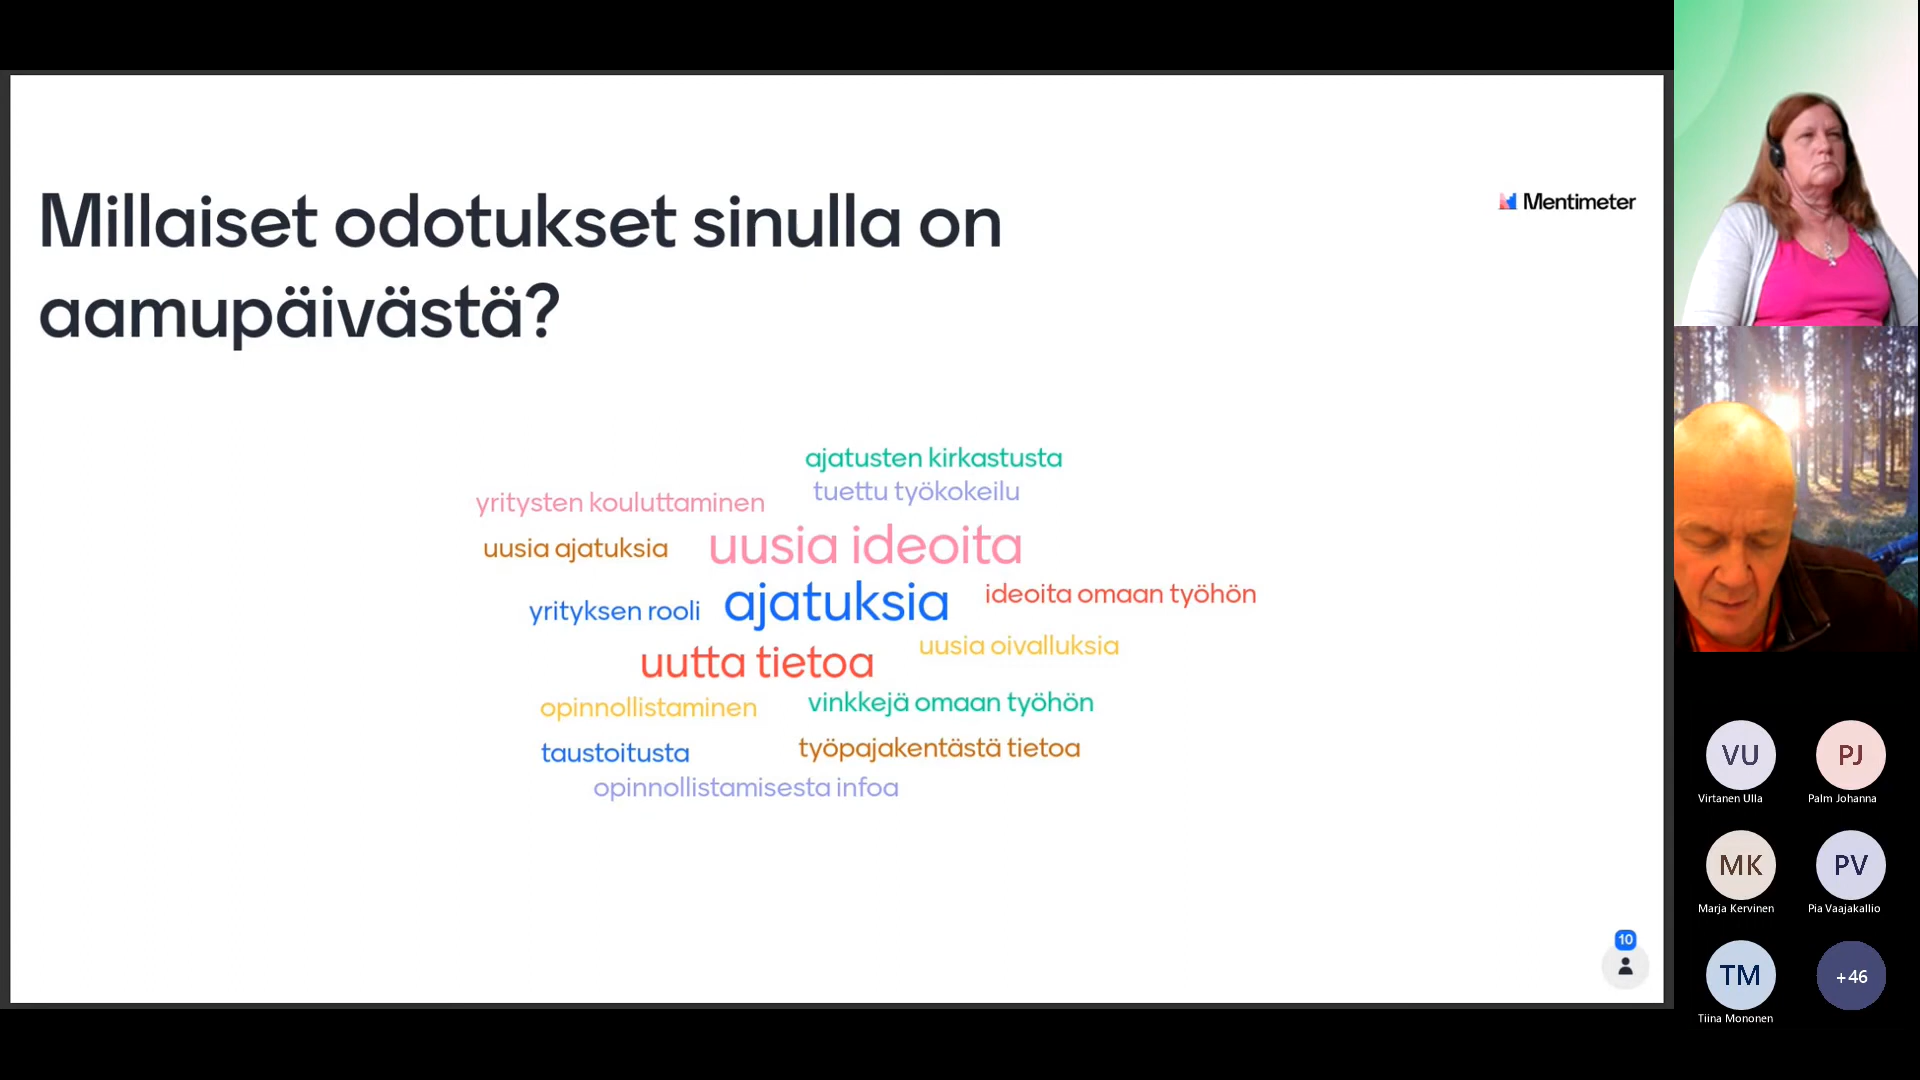 Millaiset odotukset sinulla on
aamupäivästä?
Mentimeter
ajatusten kirkastusta
tuettu työkokeilu
yritysten kouluttaminen
uusia ideoita
uusia ajatuksia
ajatuksia
ideoita omaan työhön
yrityksen rooli
uusia oivalluksia
uutta tietoa
vinkkejä omaan työhön
opinnollistaminen
työpajakentästä tietoa
taustoitusta
opinnollistamisesta infoa
10
VU
Virtanen Ulla
PJ
Palm Johanna
MK
Marja Kervinen
PV
Pia Vaajakallio
TM
Tiina Mononen
+46